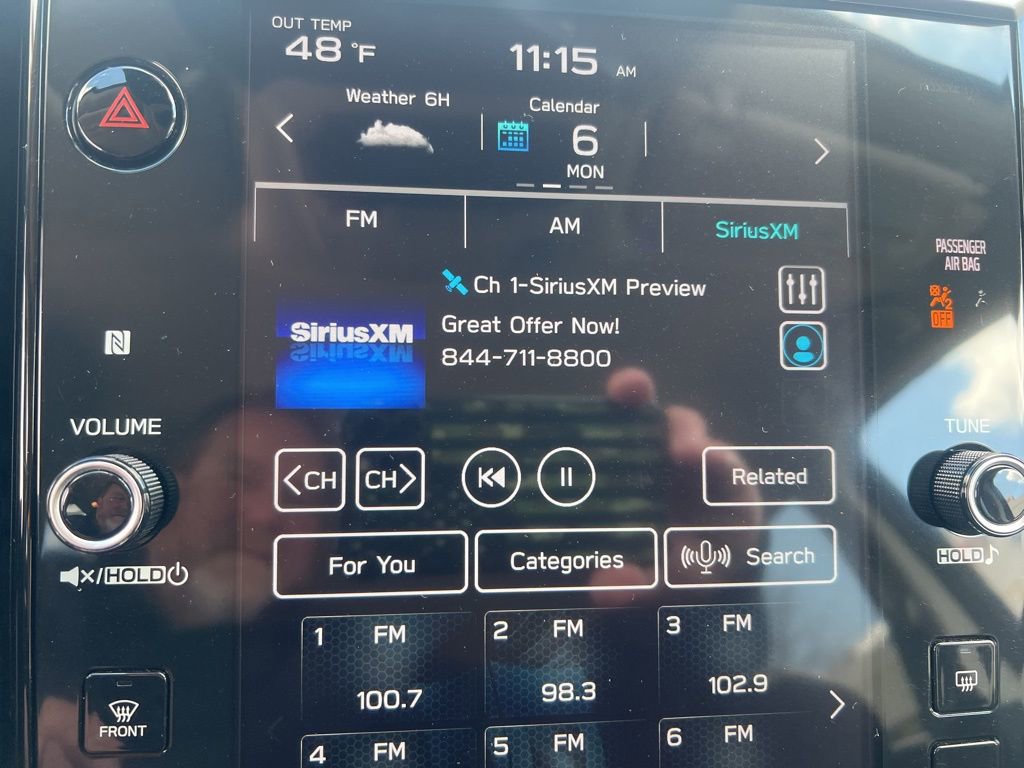 OUT TEMP
48 °F
11:15 AM
Weather 6H
Calendar
6
MON
FM
AM
SiriusXM
PASSENGER
AIR BAG
2
OFF
Ch 1-SiriusXM Preview
SiriusXM
Great Offer Now!
844-711-8800
VOLUME
TUNE
<CH
CH>
Related
HOLD
/HOLD
For You
Categories
Search
1 FM
100.7
2 FM
98.3
3 FM
102.9
FRONT
4 FM
5 FM
6 FM